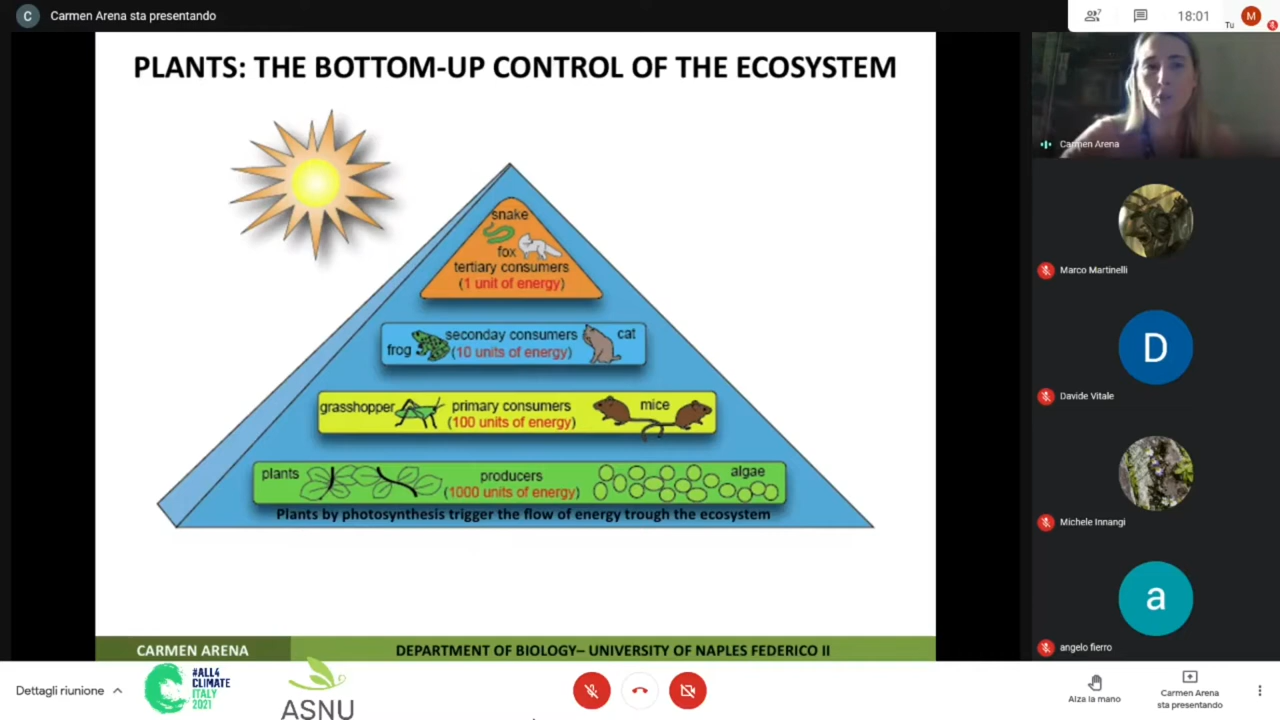 C Carmen Arena sta presentando
7
18:01
Tu
M
PLANTS: THE BOTTOM-UP CONTROL OF THE ECOSYSTEM
snake
fox
tertiary consumers
(1 unit of energy)
seconday consumers
cat
frog
(10 units of energy)
grasshopper
primary consumers
mice
(100 units of energy)
plants
producers
algae
(1000 units of energy)
Plants by photosynthesis trigger the flow of energy trough the ecosystem
CARMEN ARENA
DEPARTMENT OF BIOLOGY– UNIVERSITY OF NAPLES FEDERICO II
Carmen Arena
Marco Martinelli
D
Davide Vitale
Michele Innangi
a
angelo fierro
Dettagli riunione
#ALL4
CLIMATE
ITALY
2021
ASNU
Alza la mano
Carmen Arena
sta presentando